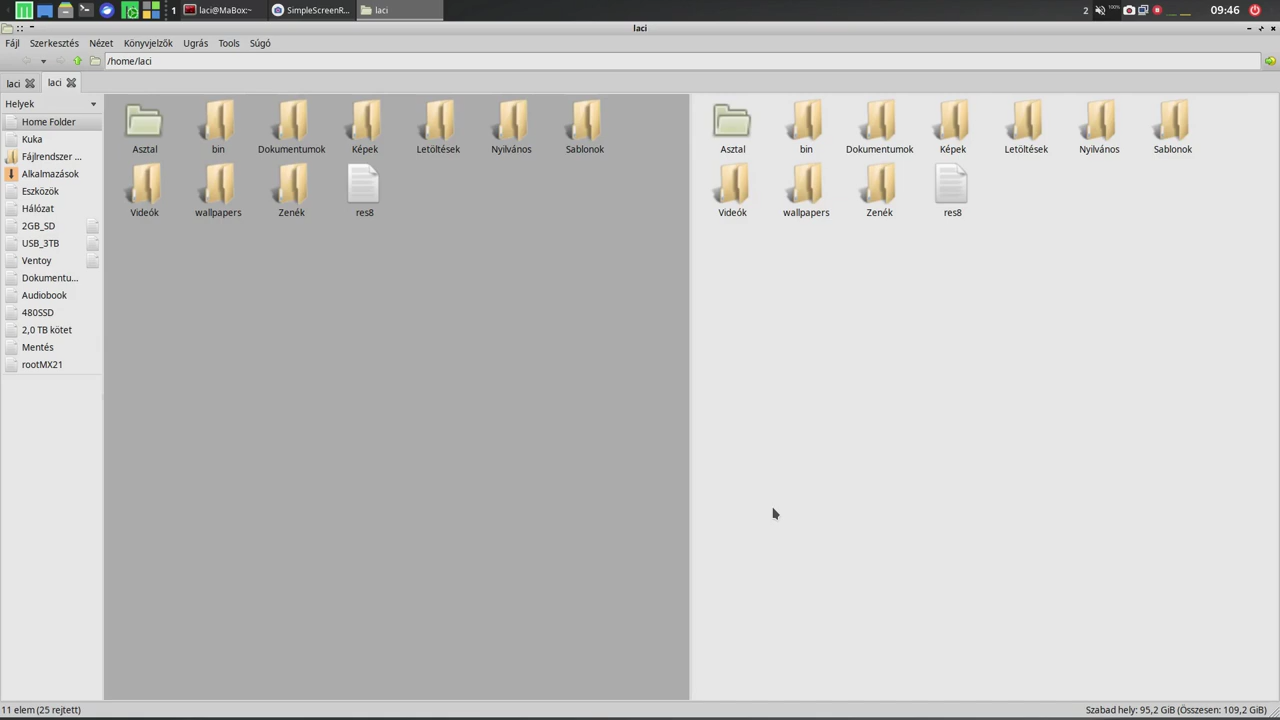 1
laci@MaBox:~
SimpleScreenR...
laci
2
100%
09:46
laci
Fájl Szerkesztés Nézet Könyvjelzők Ugrás Tools Súgó
/home/laci
laci laci
Helyek
Home Folder
Kuka
Fájlrendszer ...
Alkalmazások
Eszközök
Hálózat
2GB_SD
USB_3TB
Ventoy
Dokumentu...
Audiobook
480SSD
2,0 TB kötet
Mentés
rootMX21
Asztal bin Dokumentumok Képek Letöltések Nyilvános Sablonok
Videók wallpapers Zenék res8
Asztal bin Dokumentumok Képek Letöltések Nyilvános Sablonok
Videók wallpapers Zenék res8
11 elem (25 rejtett)
Szabad hely: 95,2 GiB (Összesen: 109,2 GiB)